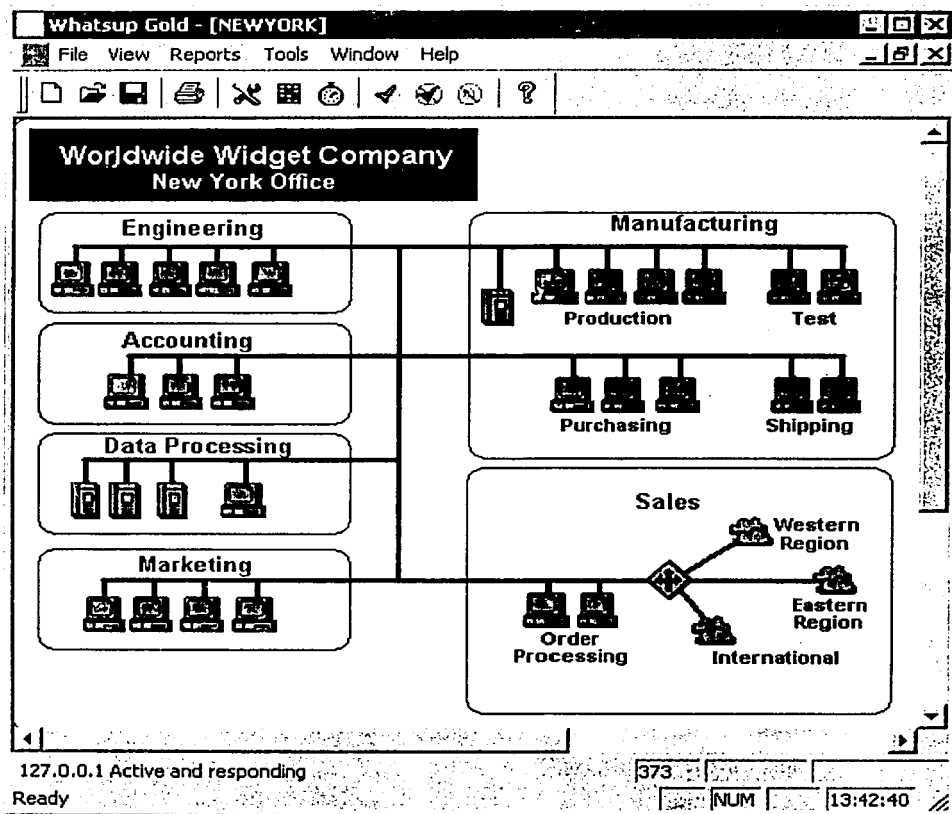 Whatsup Gold - [NEWYORK]
File View Reports Tools Window Help
Worldwide Widget Company
New York Office
Engineering
Manufacturing
Production
Test
Accounting
Purchasing
Shipping
Data Processing
Sales
Western
Region
Marketing
Eastern
Region
Order
Processing
International
127.0.0.1 Active and responding
373
Ready
NUM
13:42:40